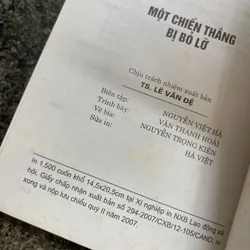 MỘT CHIẾN THẮNG
BỊ BỎ LỠ
Chịu trách nhiệm xuất bản
TS. LÊ VĂN ĐỆ
Biên tập: NGUYỄN VIỆT HÀ
Trình bày: VĂN THANH HOÀI
Vẽ bìa: NGUYỄN TRỌNG KIÊN
Sửa in: HÀ VIỆT
In 1.500 cuốn khổ 14,5x20,5cm tại Xí nghiệp in NXB Lao động xã
hội. Giấy chấp nhận xuất bản số 294-2007/CXB/12-105/CAND. In
xong và nộp lưu chiểu quý II năm 2007.